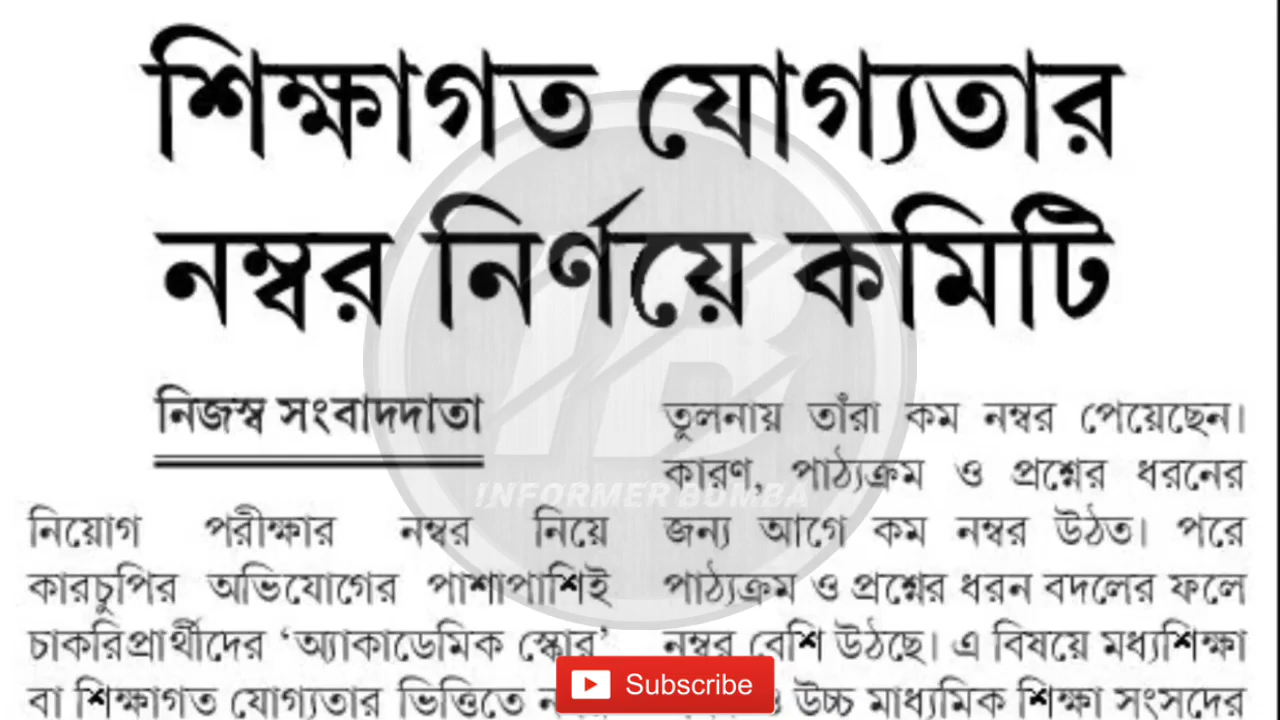 শিক্ষাগত যোগ্যতার
নম্বর নির্ণয়ে কমিটি
নিজস্ব সংবাদদাতা
নিয়োগ পরীক্ষার নম্বর নিয়ে
কারচুপির অভিযোগের পাশাপাশিই
চাকরিপ্রার্থীদের ‘অ্যাকাডেমিক স্কোর’
বা শিক্ষাগত যোগ্যতার ভিত্তিতে
তুলনায় তাঁরা কম নম্বর পেয়েছেন।
কারণ, পাঠ্যক্রম ও প্রশ্নের ধরনের
জন্য আগে কম নম্বর উঠত। পরে
পাঠ্যক্রম ও প্রশ্নের ধরন বদলের ফলে
নম্বর বেশি উঠছে। এ বিষয়ে মধ্যশিক্ষা
ও উচ্চ মাধ্যমিক শিক্ষা সংসদের
INFORMER BOMBA
Subscribe